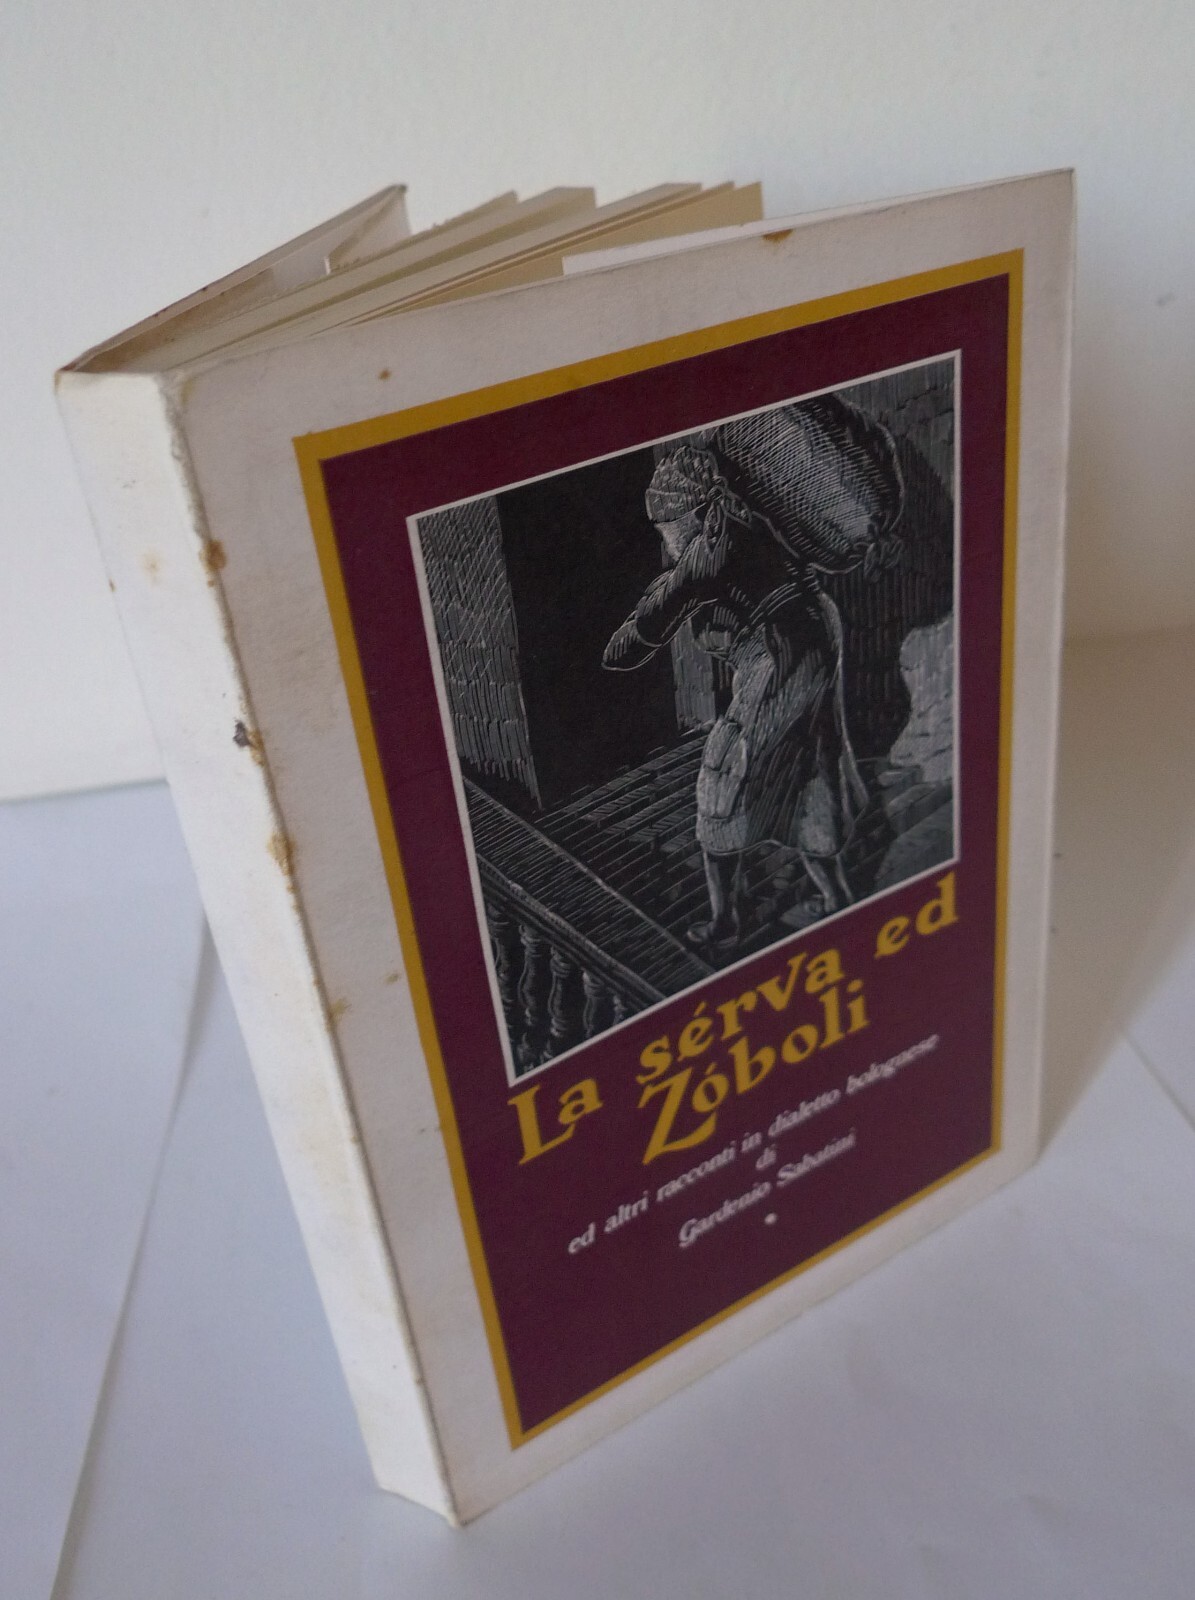 La sérva ed
Zóboli
ed altri racconti in dialetto bolognese
di
Gardenio Sabatini